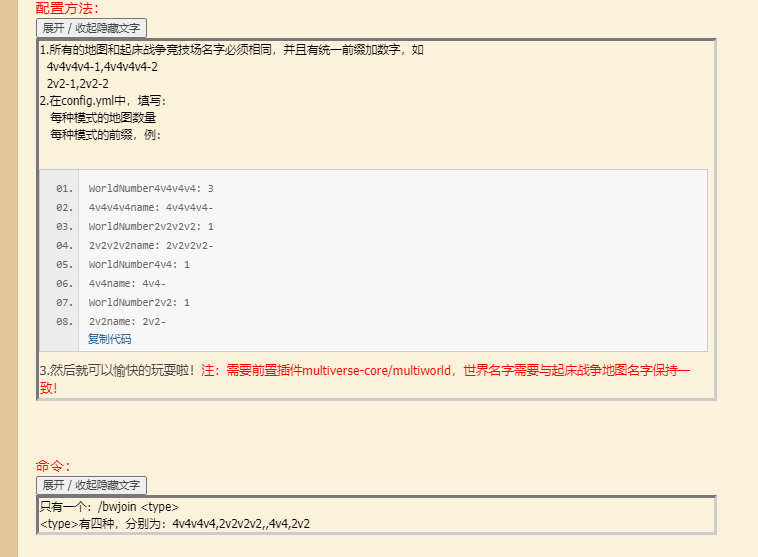 配置方法：
展开 / 收起隐藏文字
1.所有的地图和起床战争竞技场名字必须相同，并且有统一前缀加数字，如
4v4v4v4-1,4v4v4v4-2
2v2-1,2v2-2
2.在config.yml中，填写：
每种模式的地图数量
每种模式的前缀，例：
01. WorldNumber4v4v4v4: 3
02. 4v4v4v4name: 4v4v4v4-
03. WorldNumber2v2v2v2: 1
04. 2v2v2v2name: 2v2v2v2-
05. WorldNumber4v4: 1
06. 4v4name: 4v4-
07. WorldNumber2v2: 1
08. 2v2name: 2v2-
复制代码
3.然后就可以愉快的玩耍啦！注：需要前置插件multiverse-core/multiworld，世界名字需要与起床战争地图名字保持一
致！
命令：
展开 / 收起隐藏文字
只有一个：/bwjoin <type>
<type>有四种，分别为：4v4v4v4,2v2v2v2,,4v4,2v2